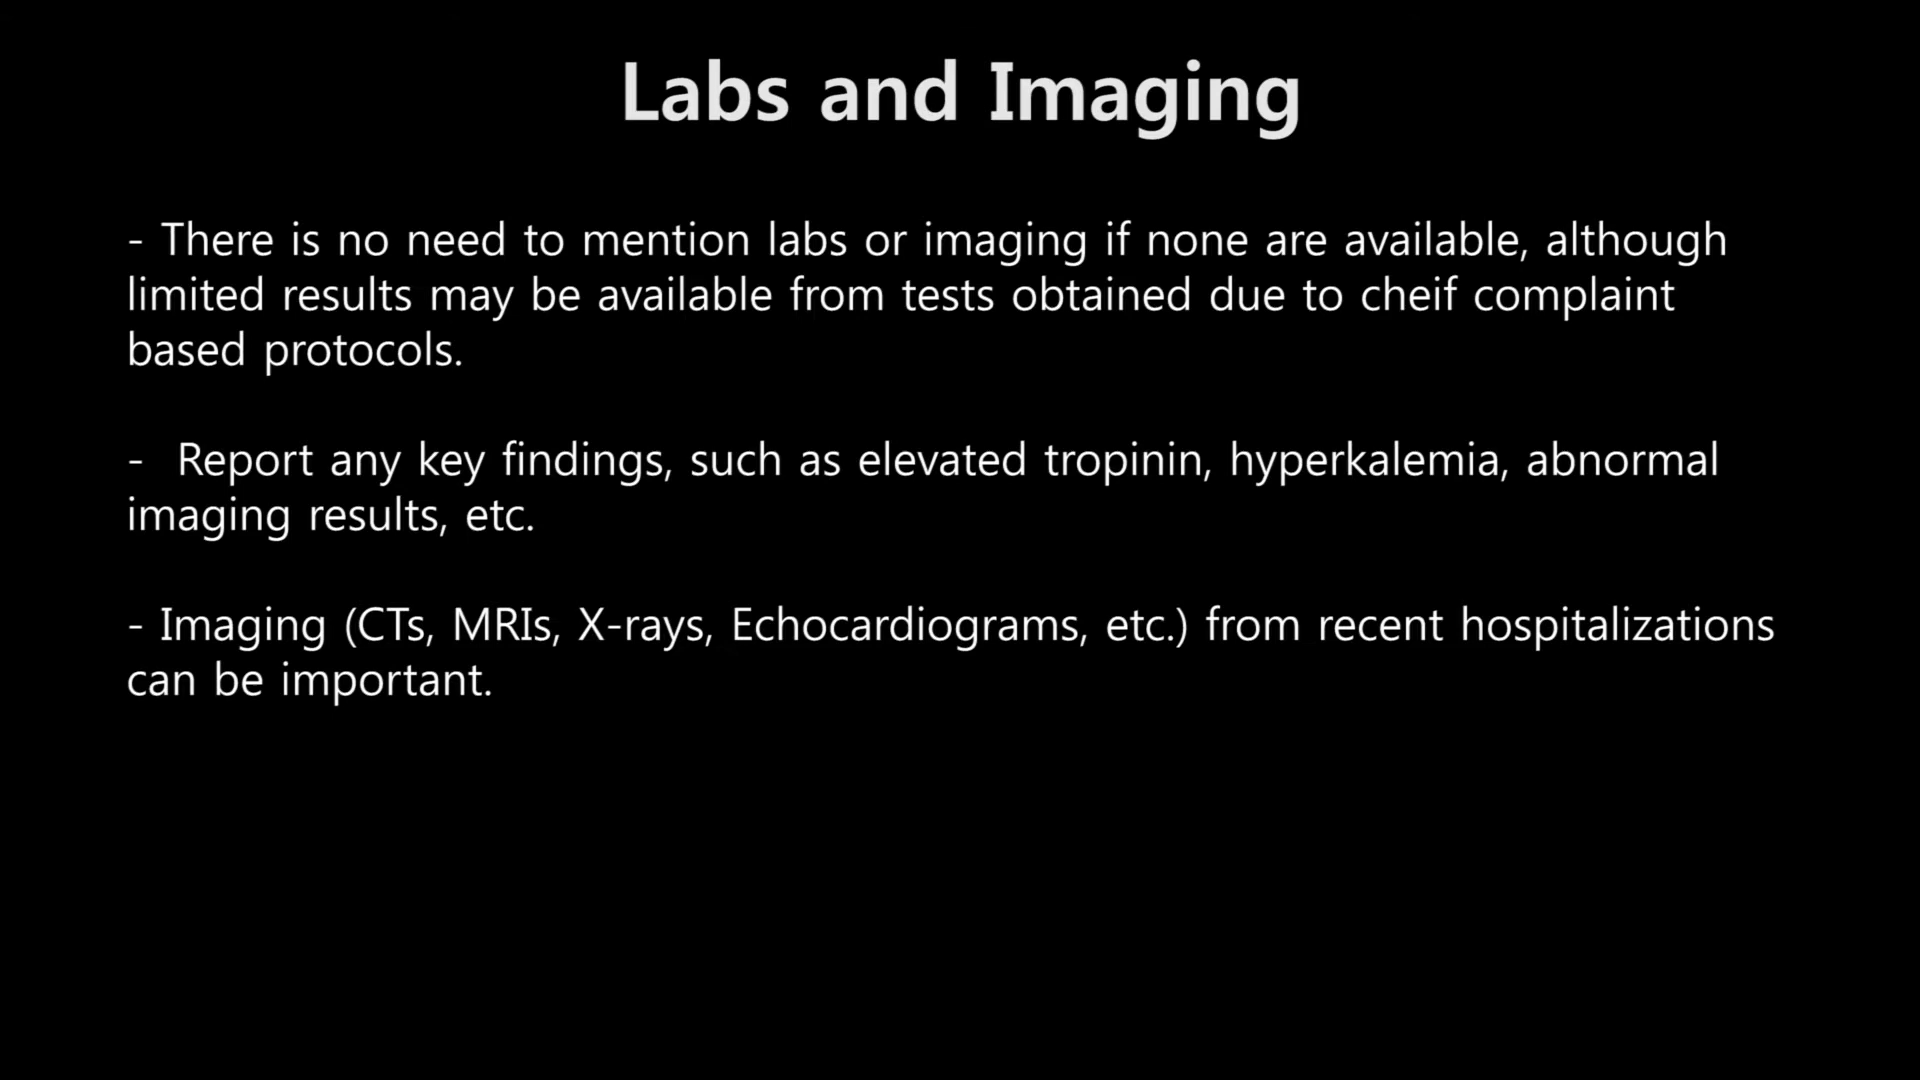 Labs and Imaging
- There is no need to mention labs or imaging if none are available, although
limited results may be available from tests obtained due to cheif complaint
based protocols.
-  Report any key findings, such as elevated tropinin, hyperkalemia, abnormal
imaging results, etc.
- Imaging (CTs, MRIs, X-rays, Echocardiograms, etc.) from recent hospitalizations
can be important.